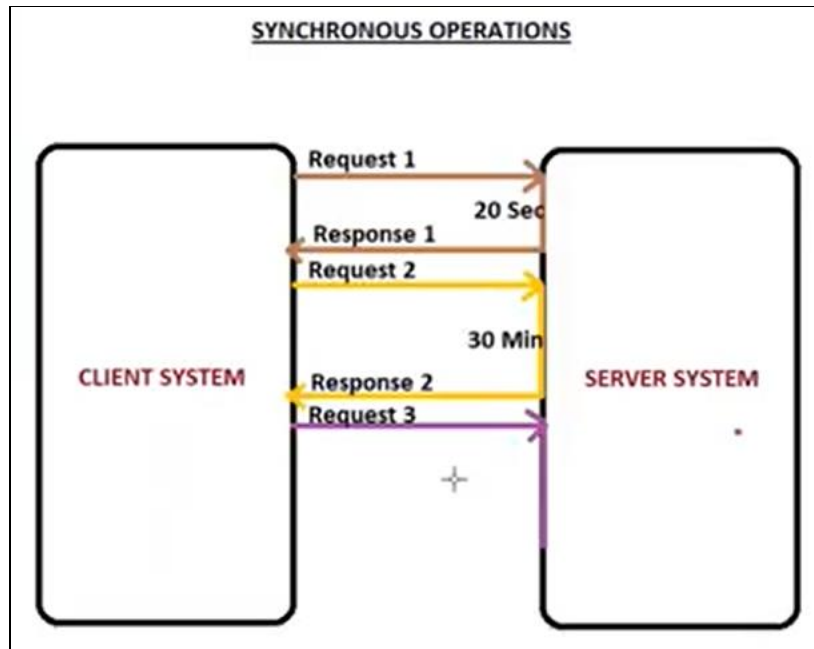 SYNCHRONOUS OPERATIONS
Request 1
20 Sec
Response 1
Request 2
30 Min
CLIENT SYSTEM
SERVER SYSTEM
Response 2
Request 3